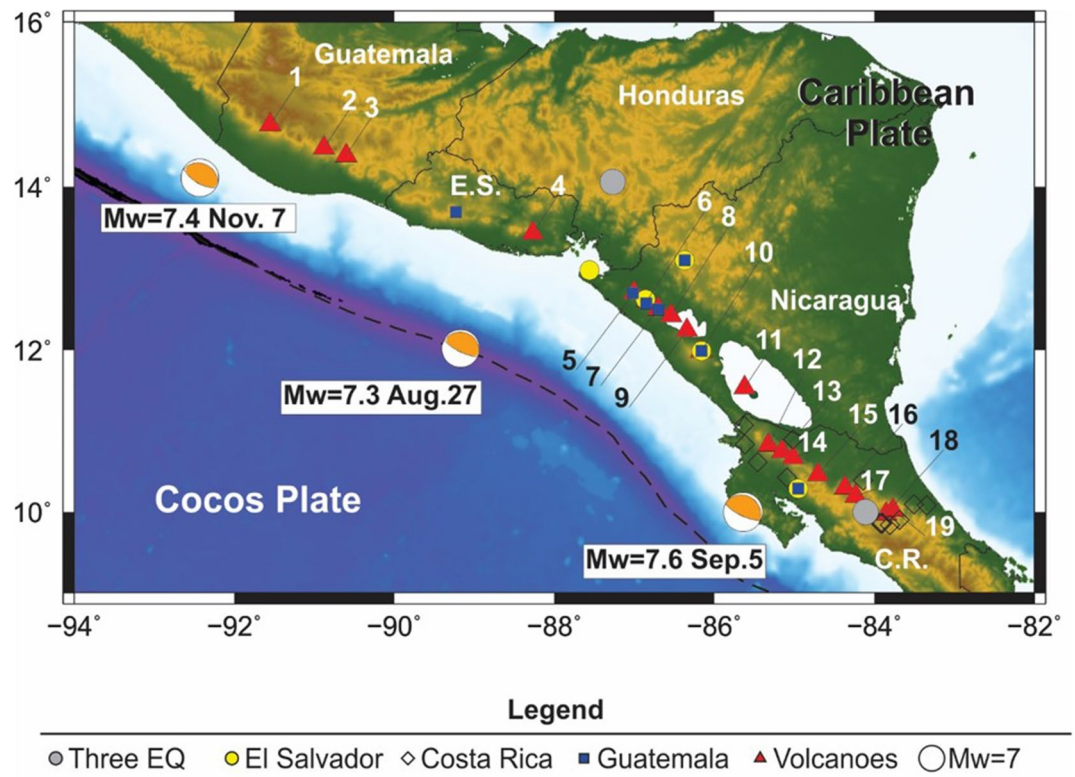 16°
14°
12°
10°
Guatemala
1
2
3
Honduras
Caribbean
Plate
E.S.
4
6
8
10
Mw=7.4 Nov. 7
Nicaragua
5
7
9
11
12
13
Mw=7.3 Aug.27
14
15
16
18
17
Cocos Plate
19
Mw=7.6 Sep.5
C.R.
−94° −92° −90° −88° −86° −84° −82°
Legend
Three EQ El Salvador Costa Rica Guatemala Volcanoes Mw=7